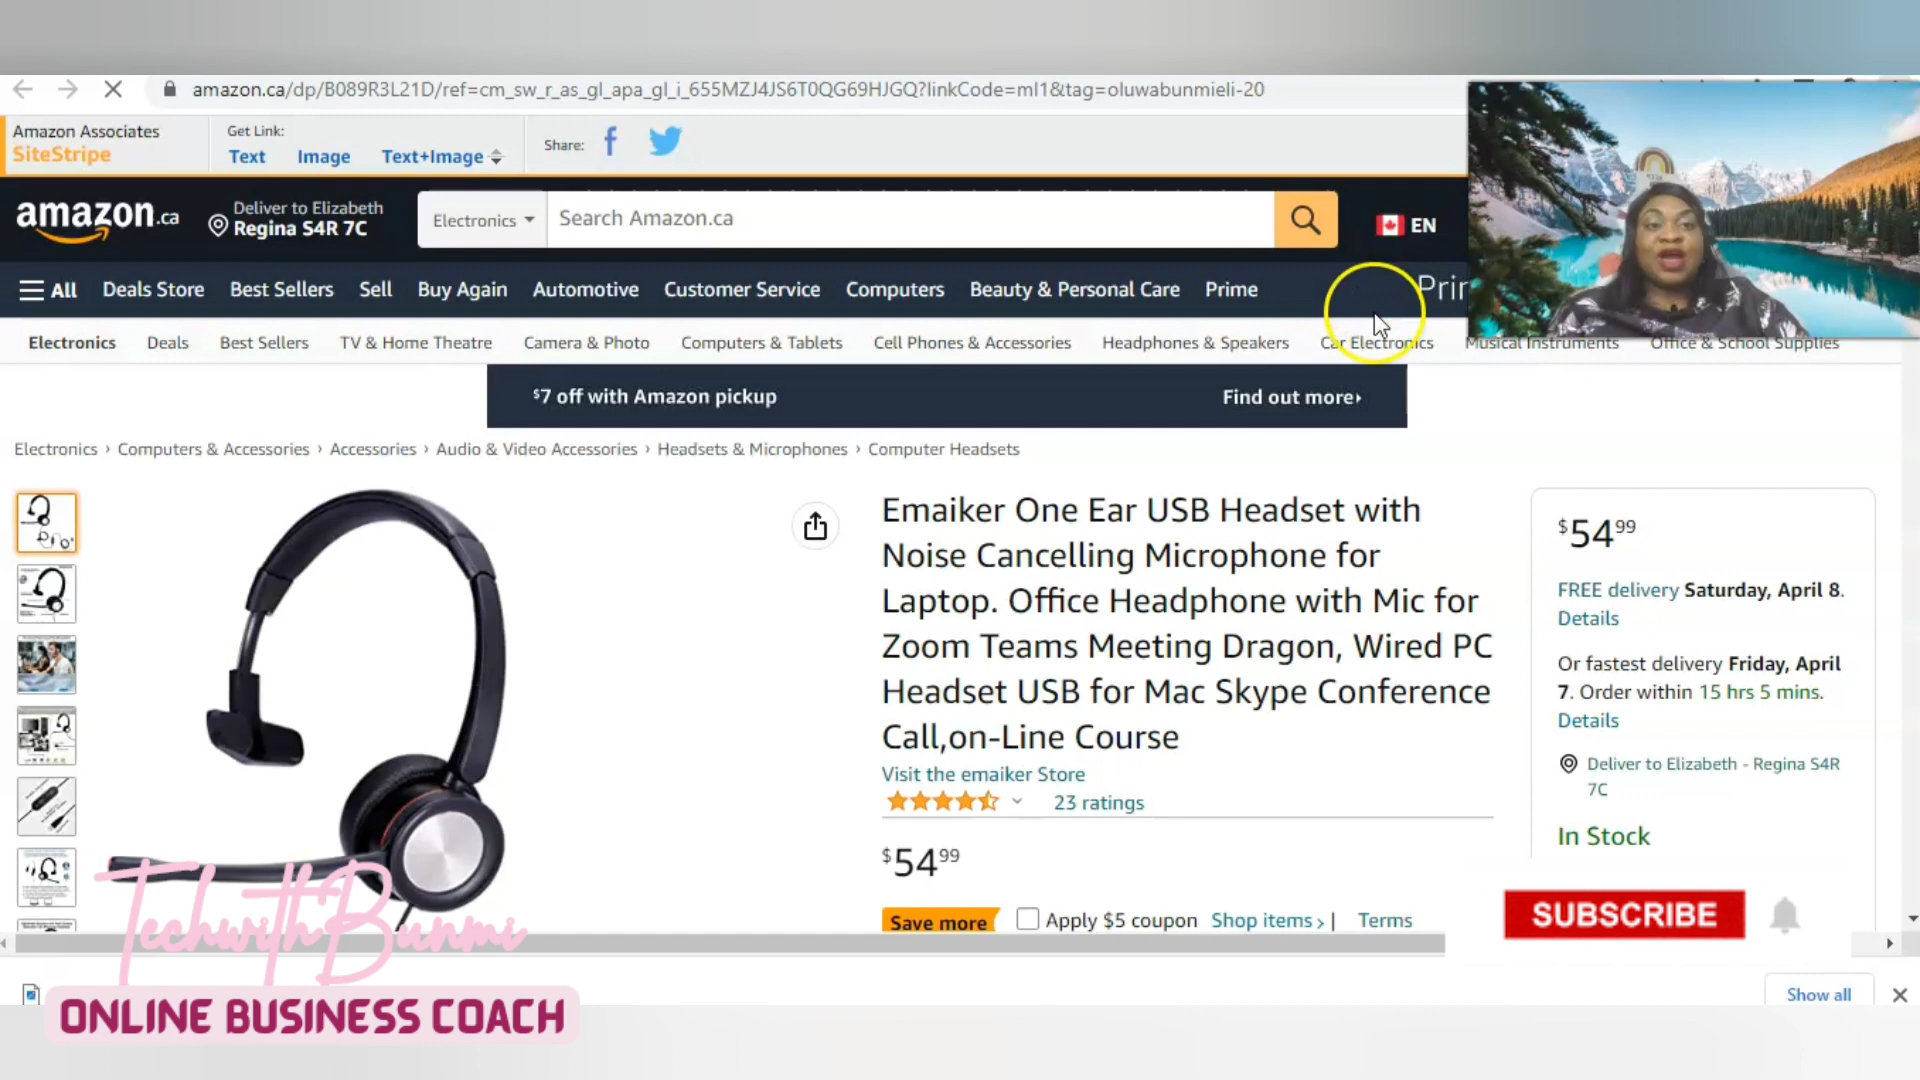 amazon.ca/dp/B089R3L21D/ref=cm_sw_r_as_gl_apa_gl_i_655MZJ4JS6T0QG69HJGQ?linkCode=ml1&tag=oluwabunmieli-20
Amazon Associates
SiteStripe
Get Link:
Text Image Text+Image
Share:
amazon.ca
Deliver to Elizabeth
Regina S4R 7C
Electronics
Search Amazon.ca
EN
All Deals Store Best Sellers Sell Buy Again Automotive Customer Service Computers Beauty & Personal Care Prime
Electronics Deals Best Sellers TV & Home Theatre Camera & Photo Computers & Tablets Cell Phones & Accessories Headphones & Speakers Car Electronics Musical Instruments Office & School Supplies
$7 off with Amazon pickup Find out more
Electronics › Computers & Accessories › Accessories › Audio & Video Accessories › Headsets & Microphones › Computer Headsets
Emaiker One Ear USB Headset with
Noise Cancelling Microphone for
Laptop. Office Headphone with Mic for
Zoom Teams Meeting Dragon, Wired PC
Headset USB for Mac Skype Conference
Call,on-Line Course
Visit the emaiker Store
23 ratings
$54 99
Save more Apply $5 coupon Shop items › | Terms
$54 99
FREE delivery Saturday, April 8.
Details
Or fastest delivery Friday, April
7. Order within 15 hrs 5 mins.
Details
Deliver to Elizabeth - Regina S4R
7C
In Stock
SUBSCRIBE
Show all
TechwithBunmi
ONLINE BUSINESS COACH